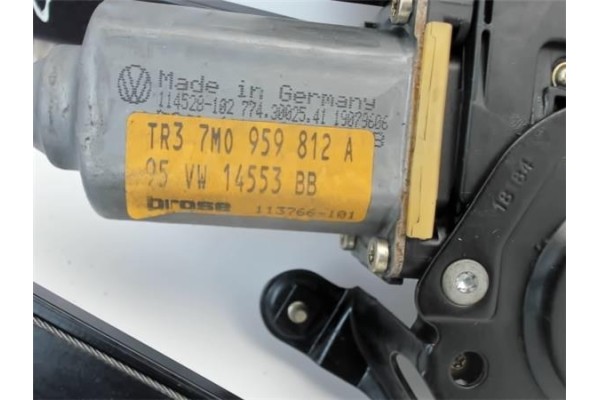 Made in Germany
114520-102 774.30025.41 19079606
TR3 7M0 959 812 A
95 VW 14553 BB
brose 113766-101
18 84